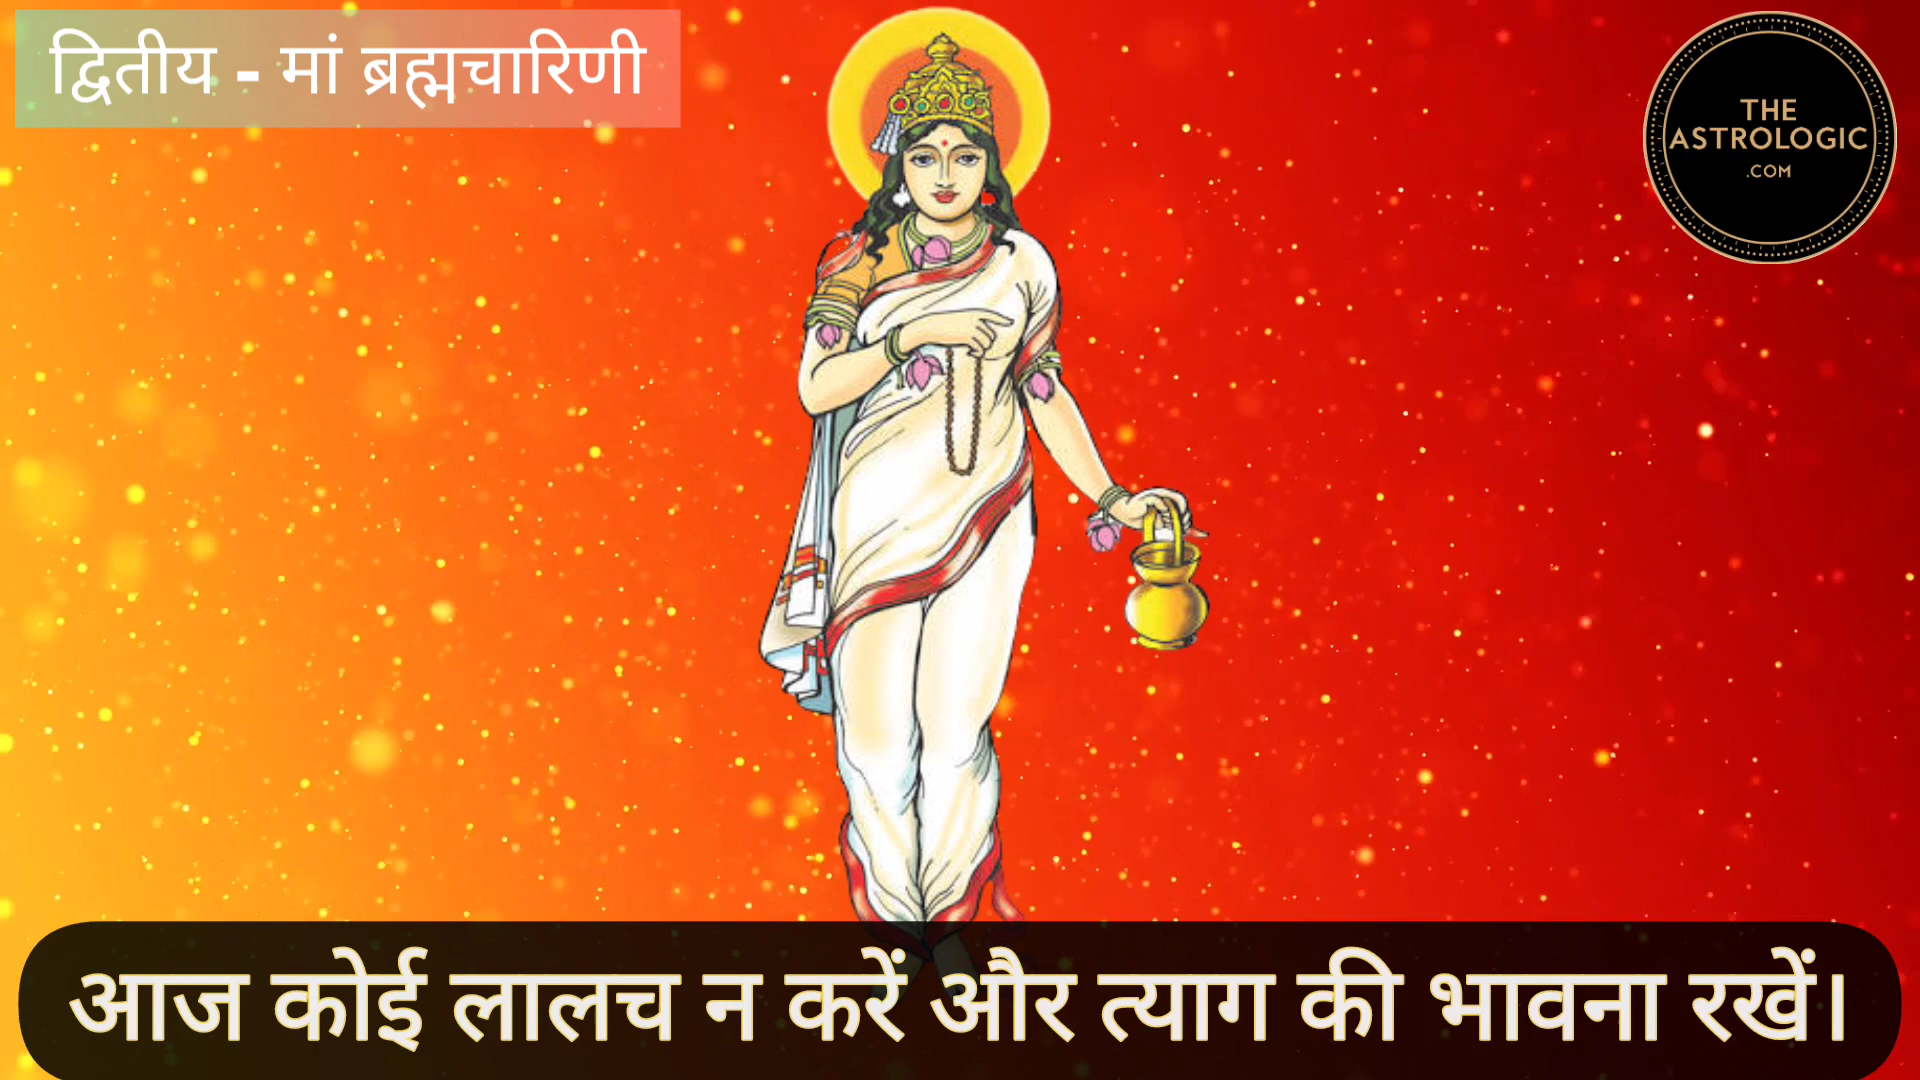 द्वितीय - मां ब्रह्मचारिणी
THE
ASTROLOGIC
.COM
आज कोई लालच न करें और त्याग की भावना रखें।